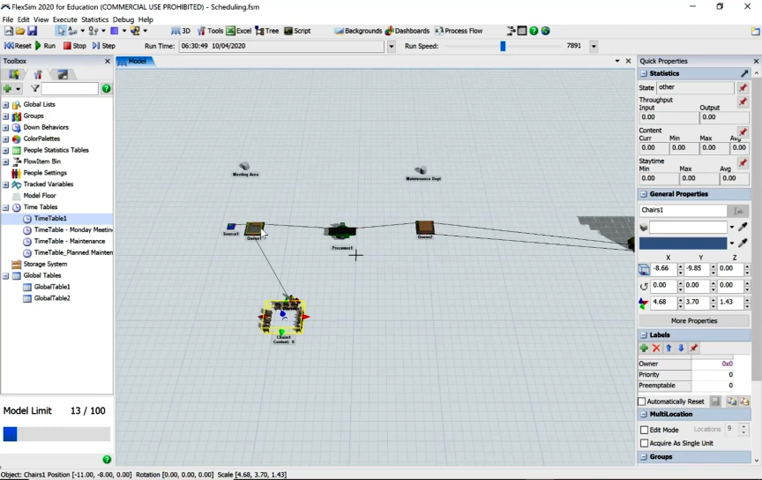 FlexSim 2020 for Education (COMMERCIAL USE PROHIBITED) - Scheduling.fsm
File Edit View Execute Statistics Debug Help
3D Tools Excel Tree Script Backgrounds Dashboards Process Flow
Reset Run Stop Step Run Time: 06:30:49 10/04/2020 Run Speed: 7891
Toolbox
Global Lists
Groups
Down Behaviors
ColorPalettes
People Statistics Tables
FlowItem Bin
People Settings
Tracked Variables
Model Floor
Time Tables
TimeTable1
TimeTable - Monday Meetin
TimeTable - Maintenance
TimeTable_Planned Mainten
Storage System
Global Tables
GlobalTable1
GlobalTable2
Model Limit 13 / 100
Model
Meeting Area
Maintenance Dept
Source1
Queue1
Processor1
Chairs1
Content: 0
Quick Properties
Statistics
State other
Throughput
Input Output
0.00 0.00
Content
Curr Min Max Avg
0.00 0.00 0.00 0.00
Staytime
Min Max Avg
0.00 0.00 0.00
General Properties
Chairs1
X Y Z
-8.66 -9.85 0.00
0.00 0.00 0.00
4.68 3.70 1.43
More Properties
Labels
Owner 0x0
Priority 0
Preemptable 0
Automatically Reset
MultiLocation
Edit Mode Locations 9
Acquire As Single Unit
Groups
Object: Chairs1 Position [-11.00, -8.00, 0.00] Rotation [0.00, 0.00, 0.00] Scale [4.68, 3.70, 1.43]